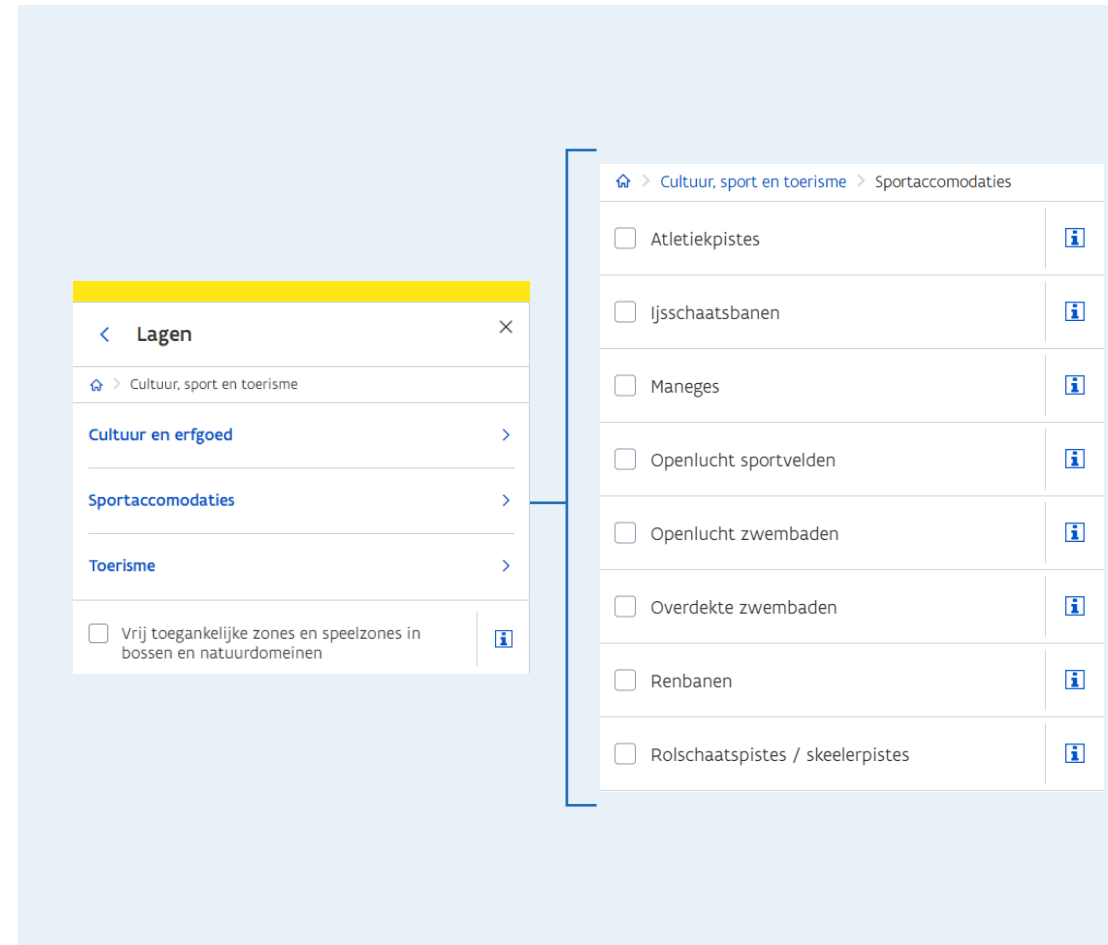 Lagen
Cultuur, sport en toerisme
Cultuur en erfgoed
Sportaccomodaties
Toerisme
Vrij toegankelijke zones en speelzones in
bossen en natuurdomeinen
Cultuur, sport en toerisme > Sportaccomodaties
Atletiekpistes
Ijsschaatsbanen
Maneges
Openlucht sportvelden
Openlucht zwembaden
Overdekte zwembaden
Renbanen
Rolschaatspistes / skeelerpistes